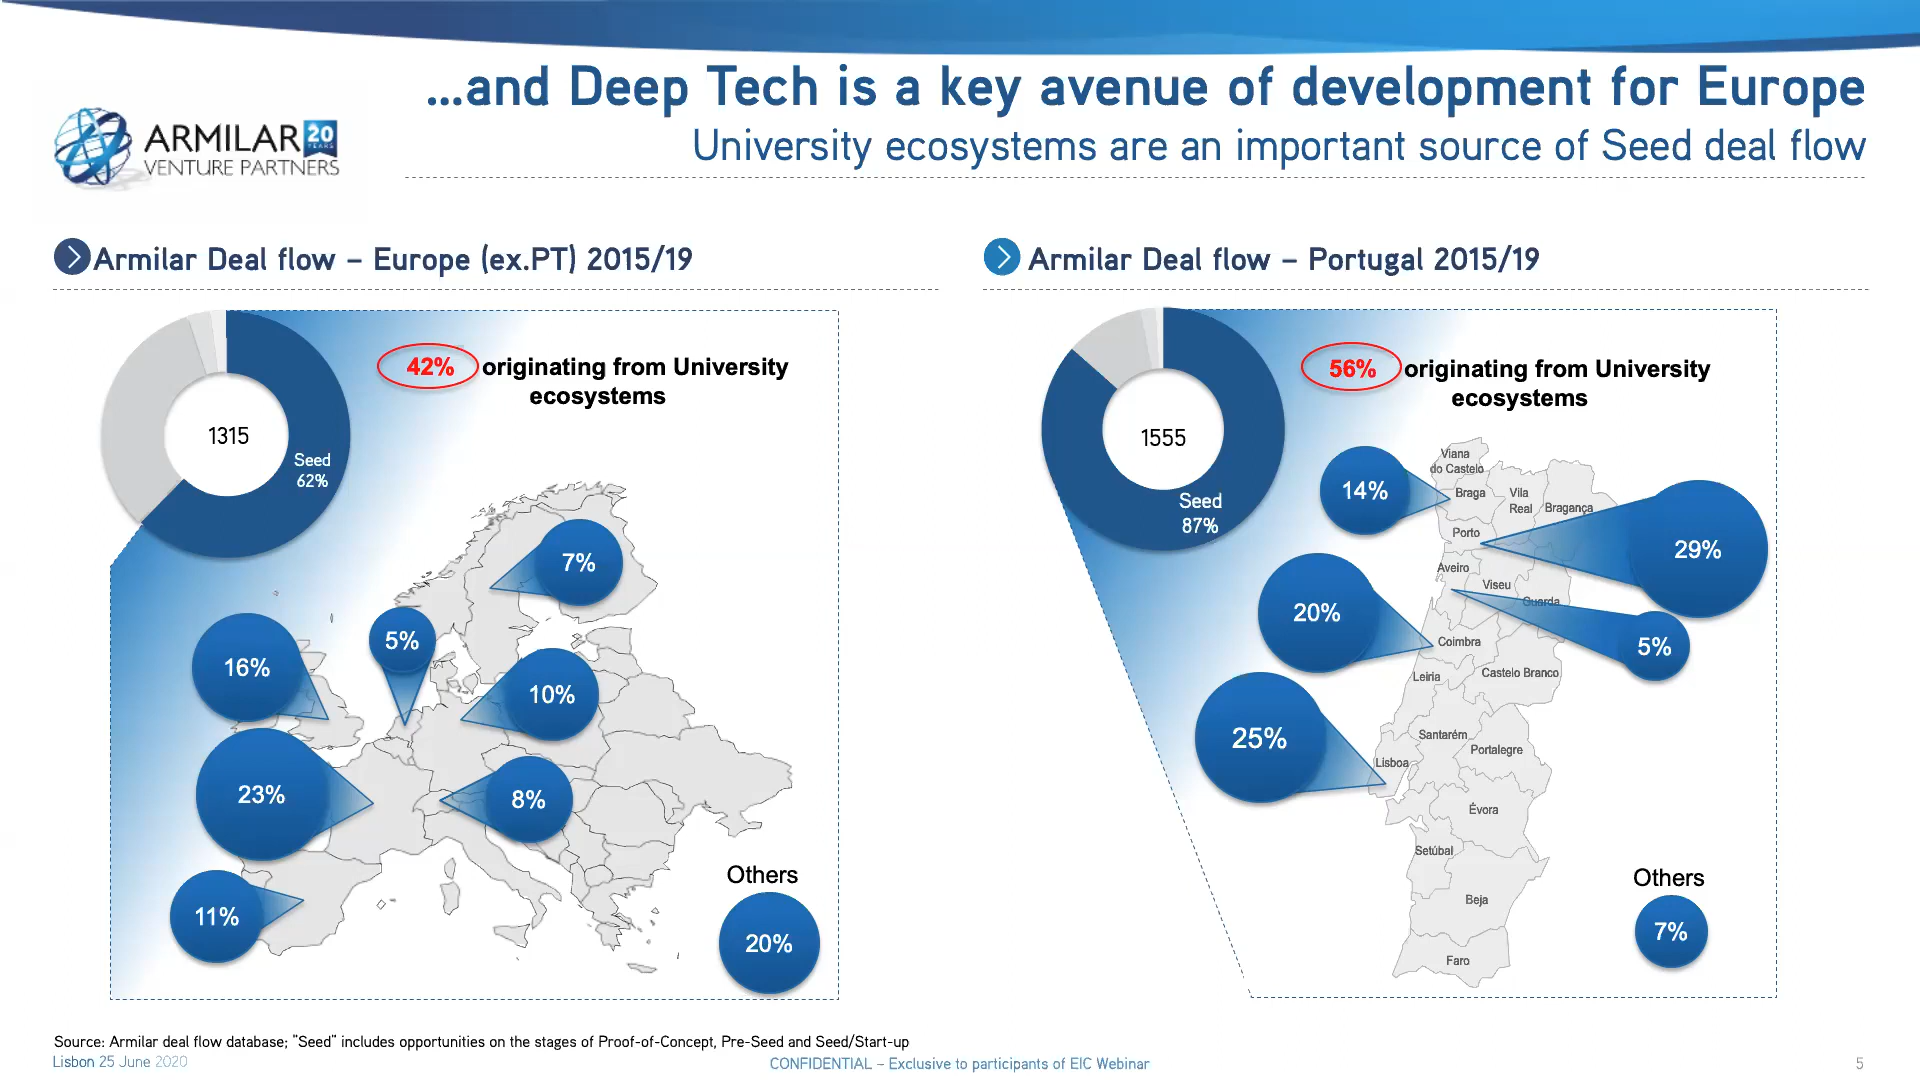 ...and Deep Tech is a key avenue of development for Europe
University ecosystems are an important source of Seed deal flow
ARMILAR 20 YEARS
VENTURE PARTNERS
Armilar Deal flow – Europe (ex.PT) 2015/19
1315
Seed
62%
42% originating from University
ecosystems
7%
5%
16%
10%
23%
8%
11%
Others
20%
Armilar Deal flow – Portugal 2015/19
1555
Seed
87%
56% originating from University
ecosystems
Viana
do Castelo
14%
Braga
Vila
Real
Bragança
Porto
29%
Aveiro
Viseu
Guarda
20%
5%
Coimbra
Leiria
Castelo Branco
25%
Santarém
Portalegre
Lisboa
Évora
Setúbal
Beja
Faro
Others
7%
Source: Armilar deal flow database; "Seed" includes opportunities on the stages of Proof-of-Concept, Pre-Seed and Seed/Start-up
Lisbon 25 June 2020
CONFIDENTIAL – Exclusive to participants of EIC Webinar
5